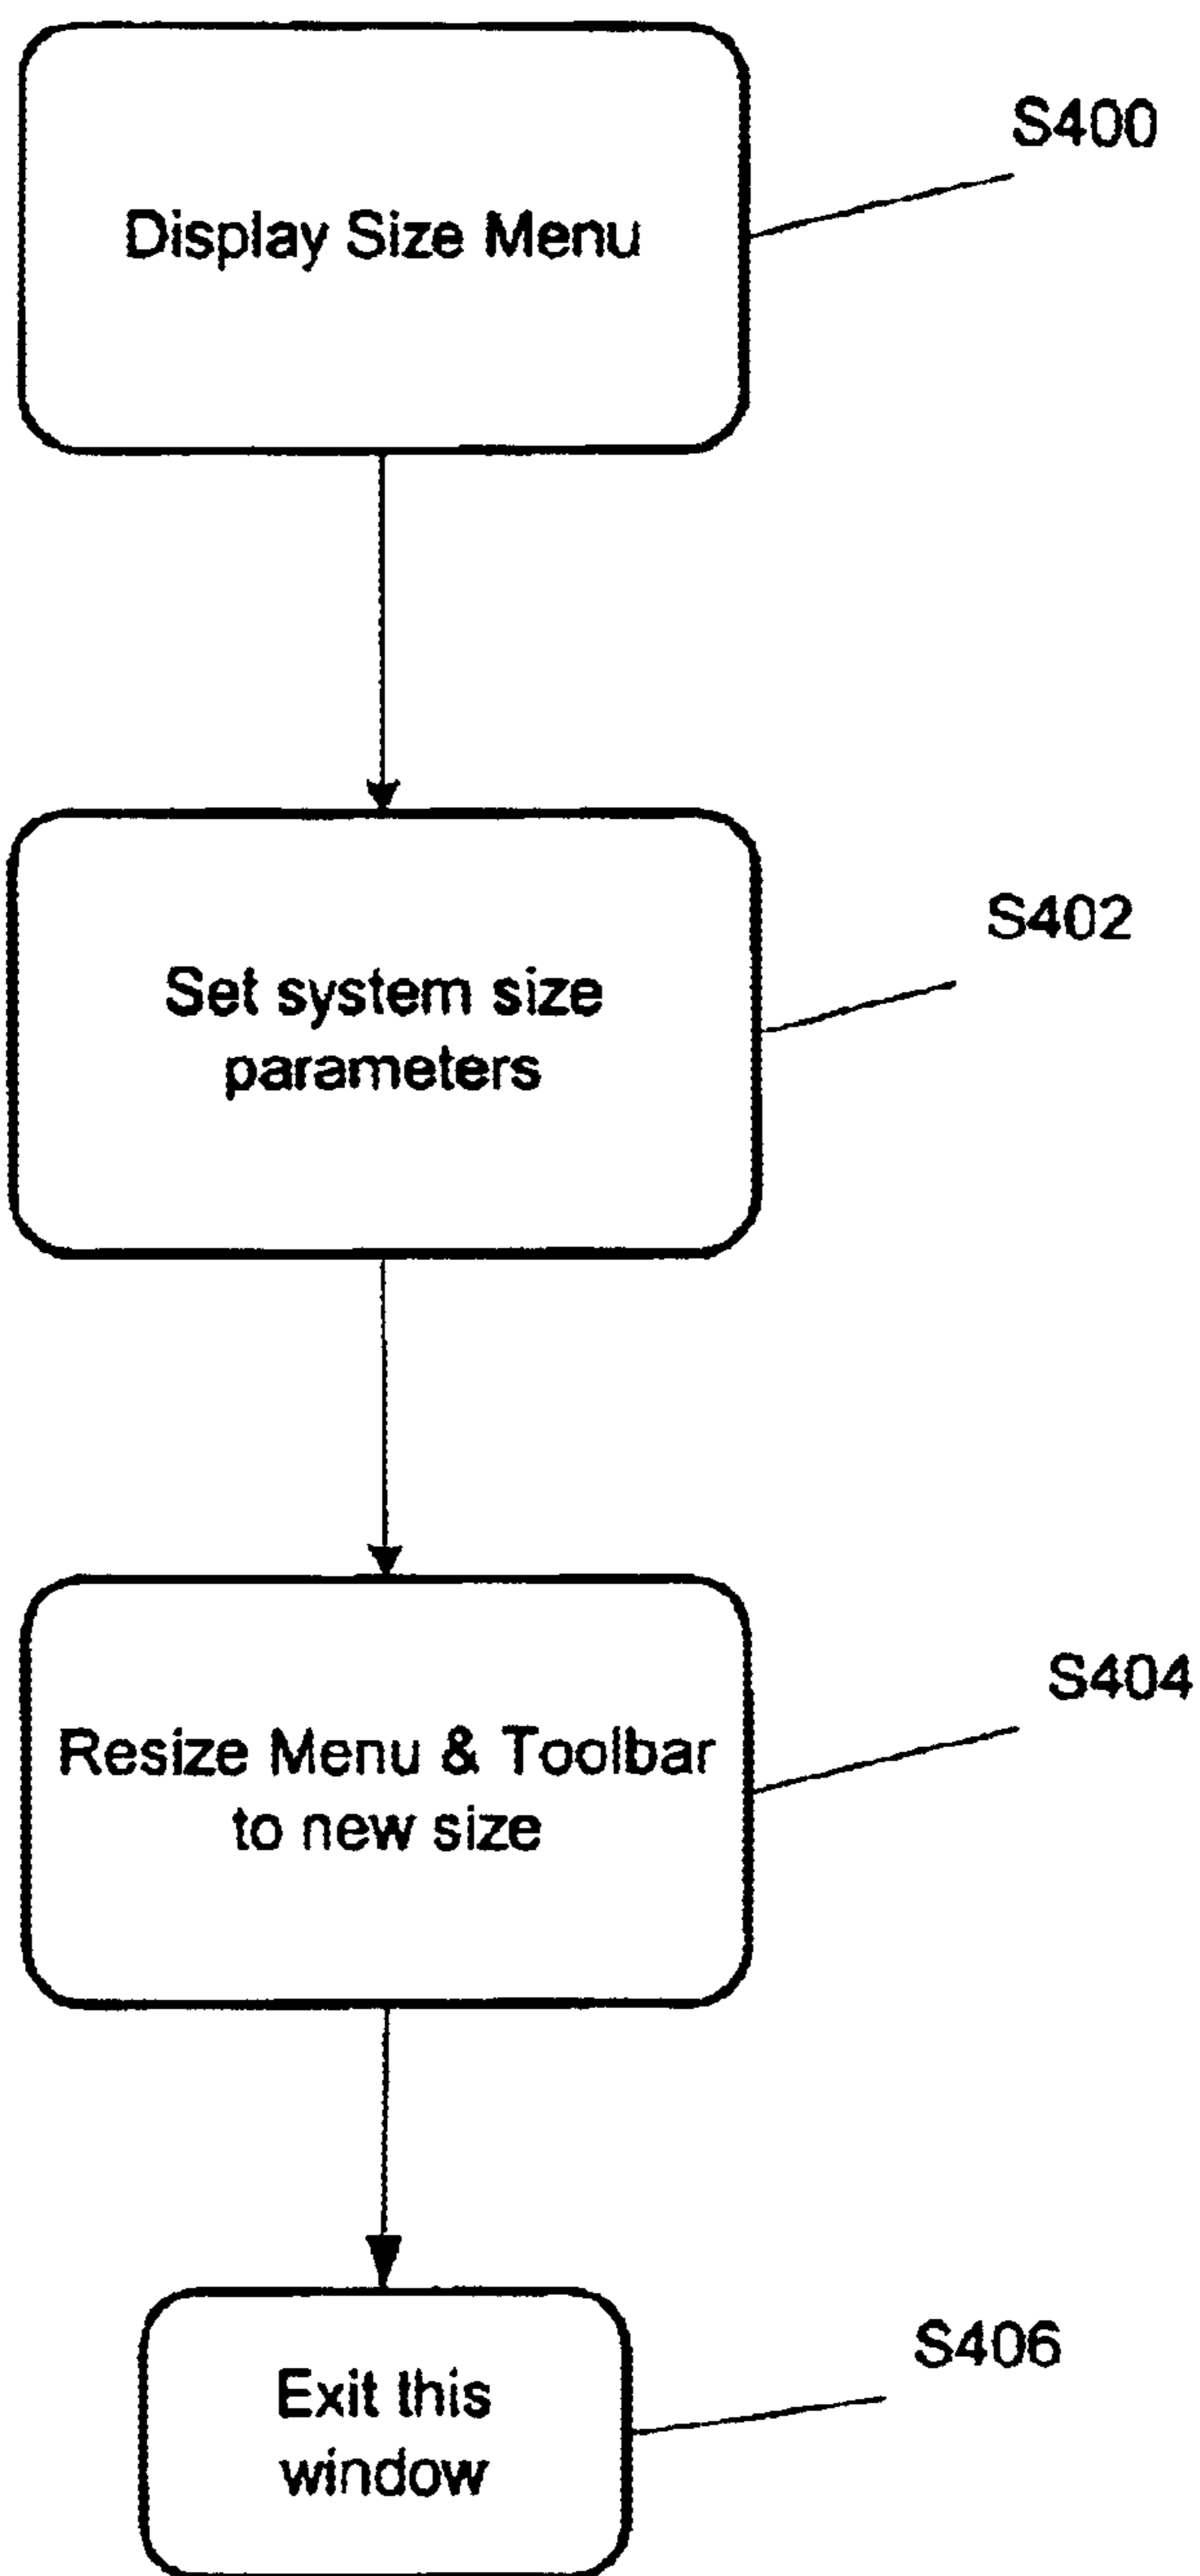 S400
Display Size Menu
S402
Set system size
parameters
S404
Resize Menu & Toolbar
to new size
S406
Exit this
window